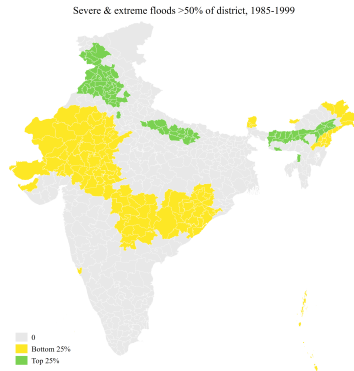 Severe & extreme floods >50% of district, 1985-1999
0
Bottom 25%
Top 25%